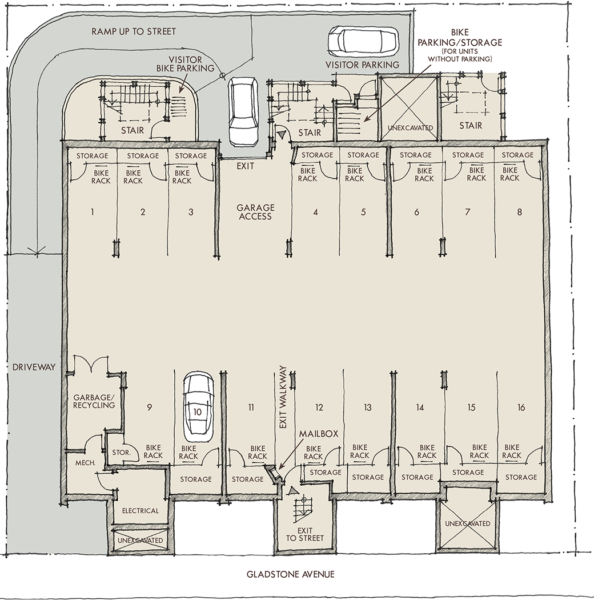 RAMP UP TO STREET
BIKE
PARKING/STORAGE
(FOR UNITS
WITHOUT PARKING)
VISITOR
BIKE PARKING
VISITOR PARKING
STAIR
STAIR
UNEXCAVATED
STAIR
EXIT
STORAGE
STORAGE
STORAGE
STORAGE
STORAGE
STORAGE
STORAGE
STORAGE
BIKE
RACK
BIKE
RACK
BIKE
RACK
BIKE
RACK
BIKE
RACK
BIKE
RACK
BIKE
RACK
BIKE
RACK
1
2
3
GARAGE
ACCESS
4
5
6
7
8
DRIVEWAY
GARBAGE/
RECYCLING
9
10
11
EXIT WALKWAY
12
13
14
15
16
MAILBOX
MECH.
STOR.
BIKE
RACK
BIKE
RACK
BIKE
RACK
BIKE
RACK
BIKE
RACK
BIKE
RACK
BIKE
RACK
BIKE
RACK
STORAGE
STORAGE
STORAGE
STORAGE
STORAGE
STORAGE
STORAGE
ELECTRICAL
EXIT
TO STREET
UNEXCAVATED
UNEXCAVATED
GLADSTONE AVENUE